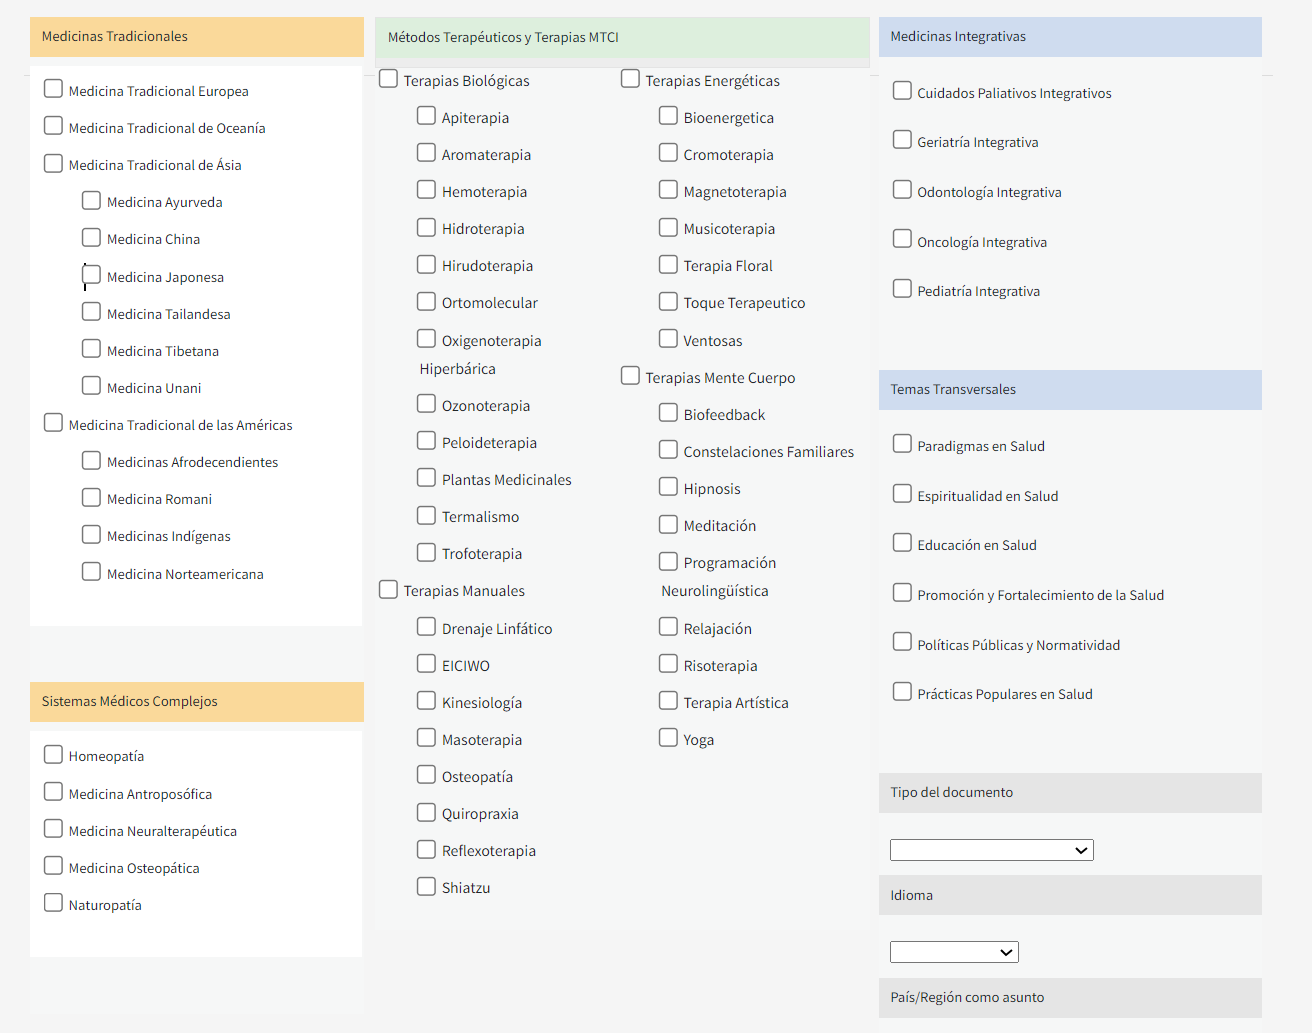 Medicinas Tradicionales
Medicina Tradicional Europea
Medicina Tradicional de Oceanía
Medicina Tradicional de Ásia
Medicina Ayurveda
Medicina China
Medicina Japonesa
Medicina Tailandesa
Medicina Tibetana
Medicina Unani
Medicina Tradicional de las Américas
Medicinas Afrodecendientes
Medicina Romani
Medicinas Indígenas
Medicina Norteamericana
Sistemas Médicos Complejos
Homeopatía
Medicina Antroposófica
Medicina Neuralterapéutica
Medicina Osteopática
Naturopatía
Métodos Terapéuticos y Terapias MTCI
Terapias Biológicas
Apiterapia
Aromaterapia
Hemoterapia
Hidroterapia
Hirudoterapia
Ortomolecular
Oxigenoterapia
Hiperbárica
Ozonoterapia
Peloideterapia
Plantas Medicinales
Termalismo
Trofoterapia
Terapias Manuales
Drenaje Linfático
EICIWO
Kinesiología
Masoterapia
Osteopatía
Quiropraxia
Reflexoterapia
Shiatzu
Terapias Energéticas
Bioenergetica
Cromoterapia
Magnetoterapia
Musicoterapia
Terapia Floral
Toque Terapeutico
Ventosas
Terapias Mente Cuerpo
Biofeedback
Constelaciones Familiares
Hipnosis
Meditación
Programación
Neurolingüística
Relajación
Risoterapia
Terapia Artística
Yoga
Medicinas Integrativas
Cuidados Paliativos Integrativos
Geriatría Integrativa
Odontología Integrativa
Oncología Integrativa
Pediatría Integrativa
Temas Transversales
Paradigmas en Salud
Espiritualidad en Salud
Educación en Salud
Promoción y Fortalecimiento de la Salud
Políticas Públicas y Normatividad
Prácticas Populares en Salud
Tipo del documento
Idioma
País/Región como asunto